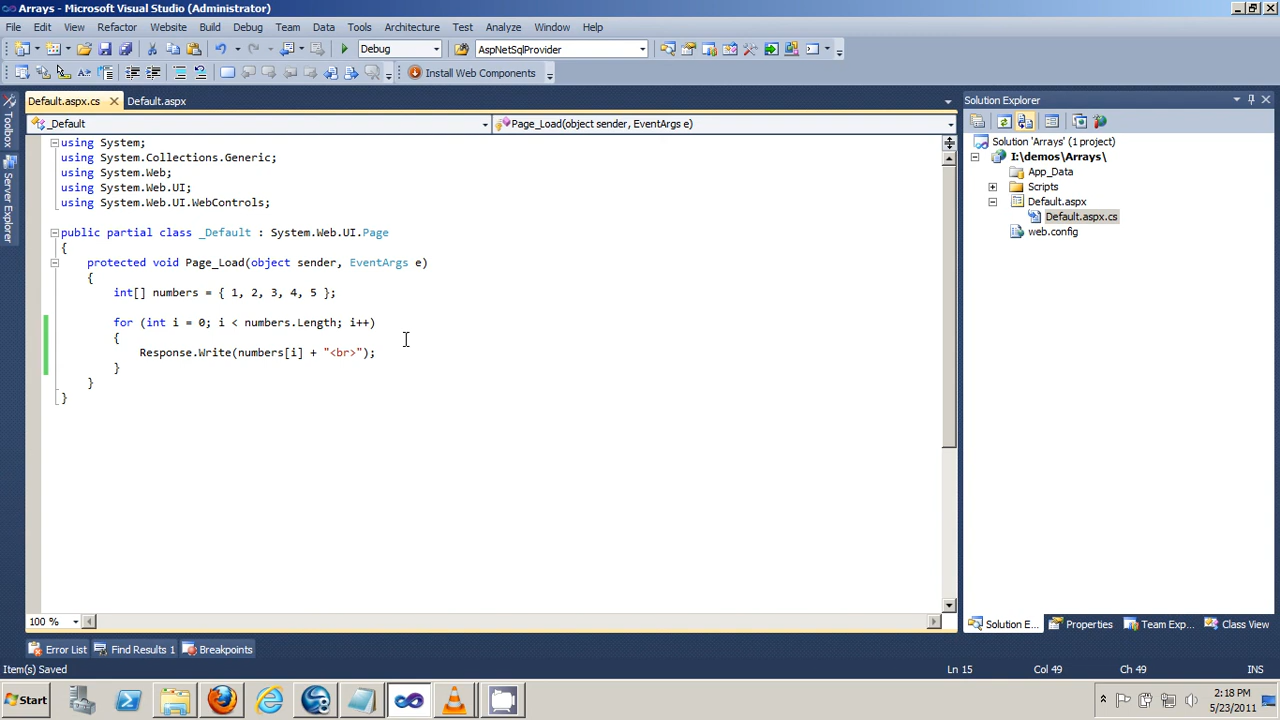 Arrays - Microsoft Visual Studio (Administrator)
File Edit View Refactor Website Build Debug Team Data Tools Architecture Test Analyze Window Help
Debug AspNetSqlProvider
Install Web Components
Default.aspx.cs Default.aspx
_Default Page_Load(object sender, EventArgs e)
using System;
using System.Collections.Generic;
using System.Web;
using System.Web.UI;
using System.Web.UI.WebControls;
public partial class _Default : System.Web.UI.Page
{
protected void Page_Load(object sender, EventArgs e)
{
int[] numbers = { 1, 2, 3, 4, 5 };
for (int i = 0; i < numbers.Length; i++)
{
Response.Write(numbers[i] + "<br>");
}
}
}
100 %
Toolbox
Server Explorer
Solution Explorer
Solution 'Arrays' (1 project)
I:\demos\Arrays\
App_Data
Scripts
Default.aspx
Default.aspx.cs
web.config
Solution E... Properties Team Exp... Class View
Error List Find Results 1 Breakpoints
Item(s) Saved Ln 15 Col 49 Ch 49 INS
Start
2:18 PM
5/23/2011